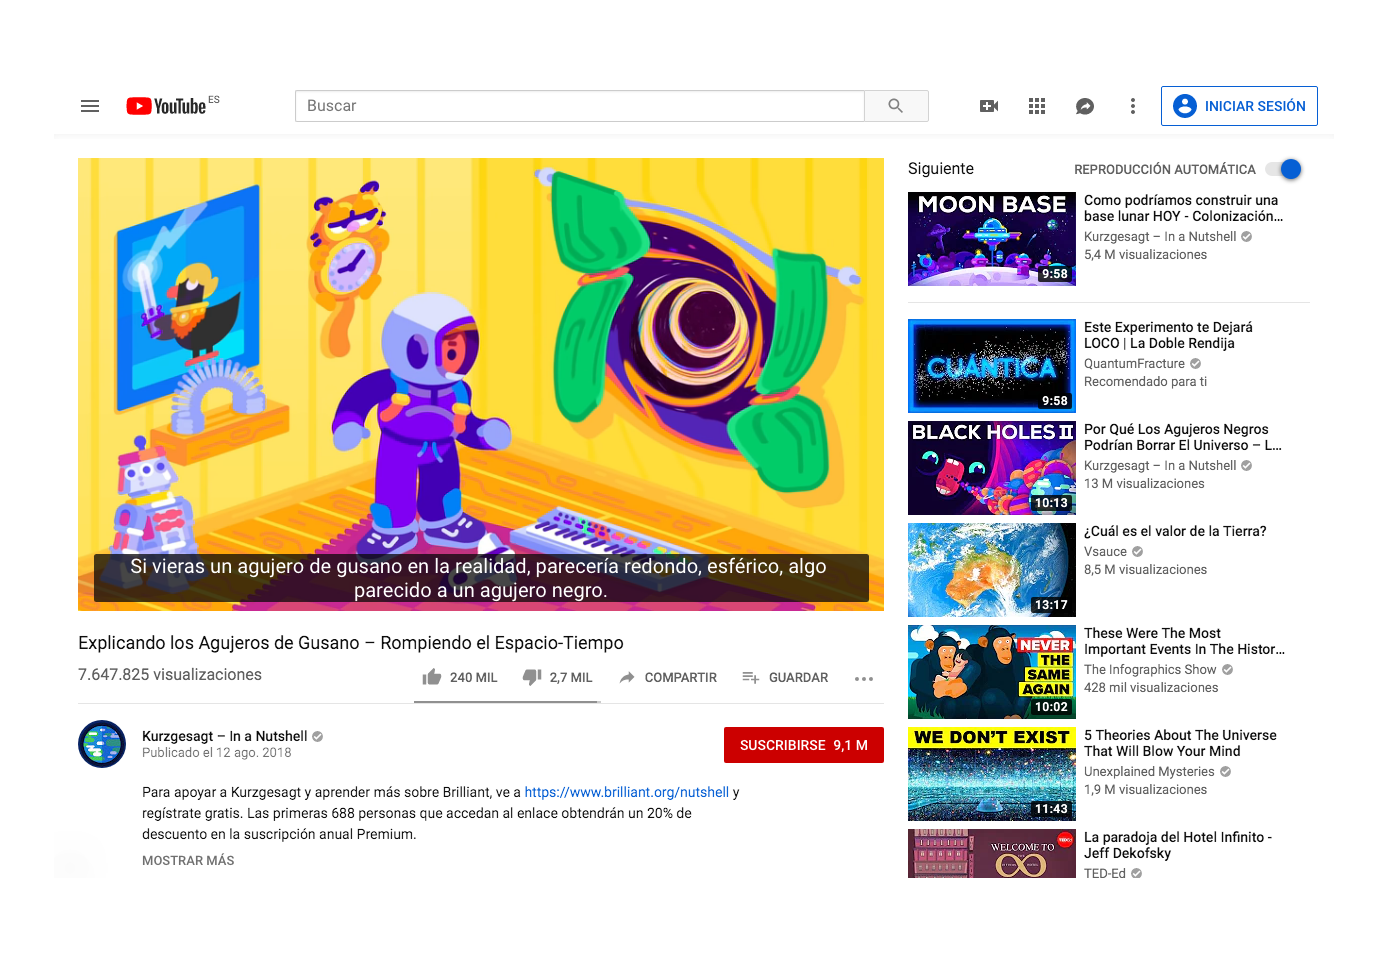 YouTube ES
Buscar
INICIAR SESIÓN
Si vieras un agujero de gusano en la realidad, parecería redondo, esférico, algo
parecido a un agujero negro.
Explicando los Agujeros de Gusano – Rompiendo el Espacio-Tiempo
7.647.825 visualizaciones
240 MIL
2,7 MIL
COMPARTIR
GUARDAR
Kurzgesagt – In a Nutshell
Publicado el 12 ago. 2018
SUSCRIBIRSE 9,1 M
Para apoyar a Kurzgesagt y aprender más sobre Brilliant, ve a https://www.brilliant.org/nutshell y
regístrate gratis. Las primeras 688 personas que accedan al enlace obtendrán un 20% de
descuento en la suscripción anual Premium.
MOSTRAR MÁS
Siguiente
REPRODUCCIÓN AUTOMÁTICA
MOON BASE
9:58
Como podríamos construir una
base lunar HOY - Colonización...
Kurzgesagt – In a Nutshell
5,4 M visualizaciones
CUÁNTICA
9:58
Este Experimento te Dejará
LOCO | La Doble Rendija
QuantumFracture
Recomendado para ti
BLACK HOLES II
10:13
Por Qué Los Agujeros Negros
Podrían Borrar El Universo – L...
Kurzgesagt – In a Nutshell
13 M visualizaciones
13:17
¿Cuál es el valor de la Tierra?
Vsauce
8,5 M visualizaciones
NEVER
THE
SAME
AGAIN
10:02
These Were The Most
Important Events In The Histor...
The Infographics Show
428 mil visualizaciones
WE DON'T EXIST
11:43
5 Theories About The Universe
That Will Blow Your Mind
Unexplained Mysteries
1,9 M visualizaciones
WELCOME TO
La paradoja del Hotel Infinito -
Jeff Dekofsky
TED-Ed